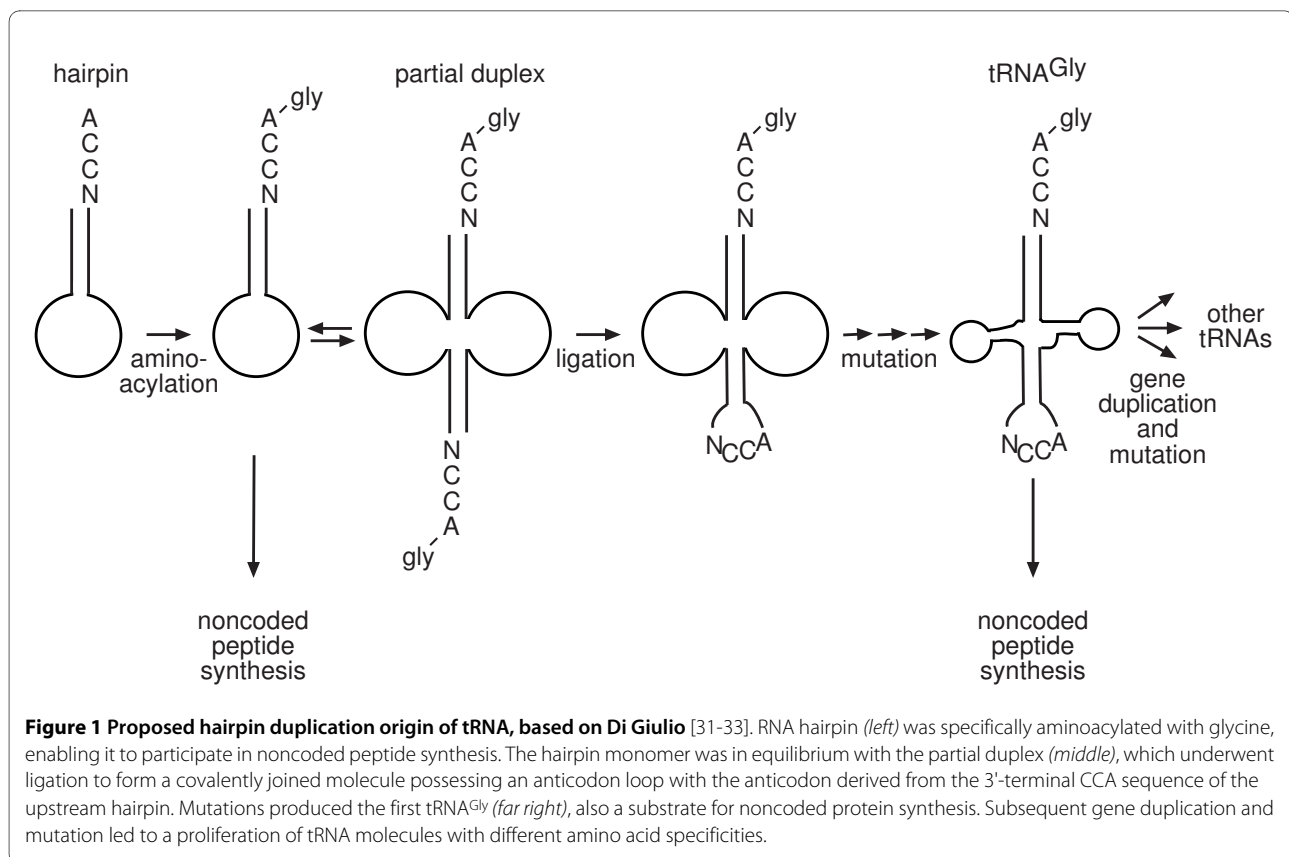 hairpin
A
C
C
N
amino-
acylation
A
gly
C
C
N
noncoded
peptide
synthesis
partial duplex
A
gly
C
C
N
N
C
C
A
gly
ligation
A
gly
C
C
N
NCCA
mutation
tRNAGly
A
gly
C
C
N
NCCA
noncoded
peptide
synthesis
other
tRNAs
gene
duplication
and
mutation
Figure 1 Proposed hairpin duplication origin of tRNA, based on Di Giulio [31-33]. RNA hairpin (left) was specifically aminoacylated with glycine,
enabling it to participate in noncoded peptide synthesis. The hairpin monomer was in equilibrium with the partial duplex (middle), which underwent
ligation to form a covalently joined molecule possessing an anticodon loop with the anticodon derived from the 3'-terminal CCA sequence of the
upstream hairpin. Mutations produced the first tRNAGly (far right), also a substrate for noncoded protein synthesis. Subsequent gene duplication and
mutation led to a proliferation of tRNA molecules with different amino acid specificities.